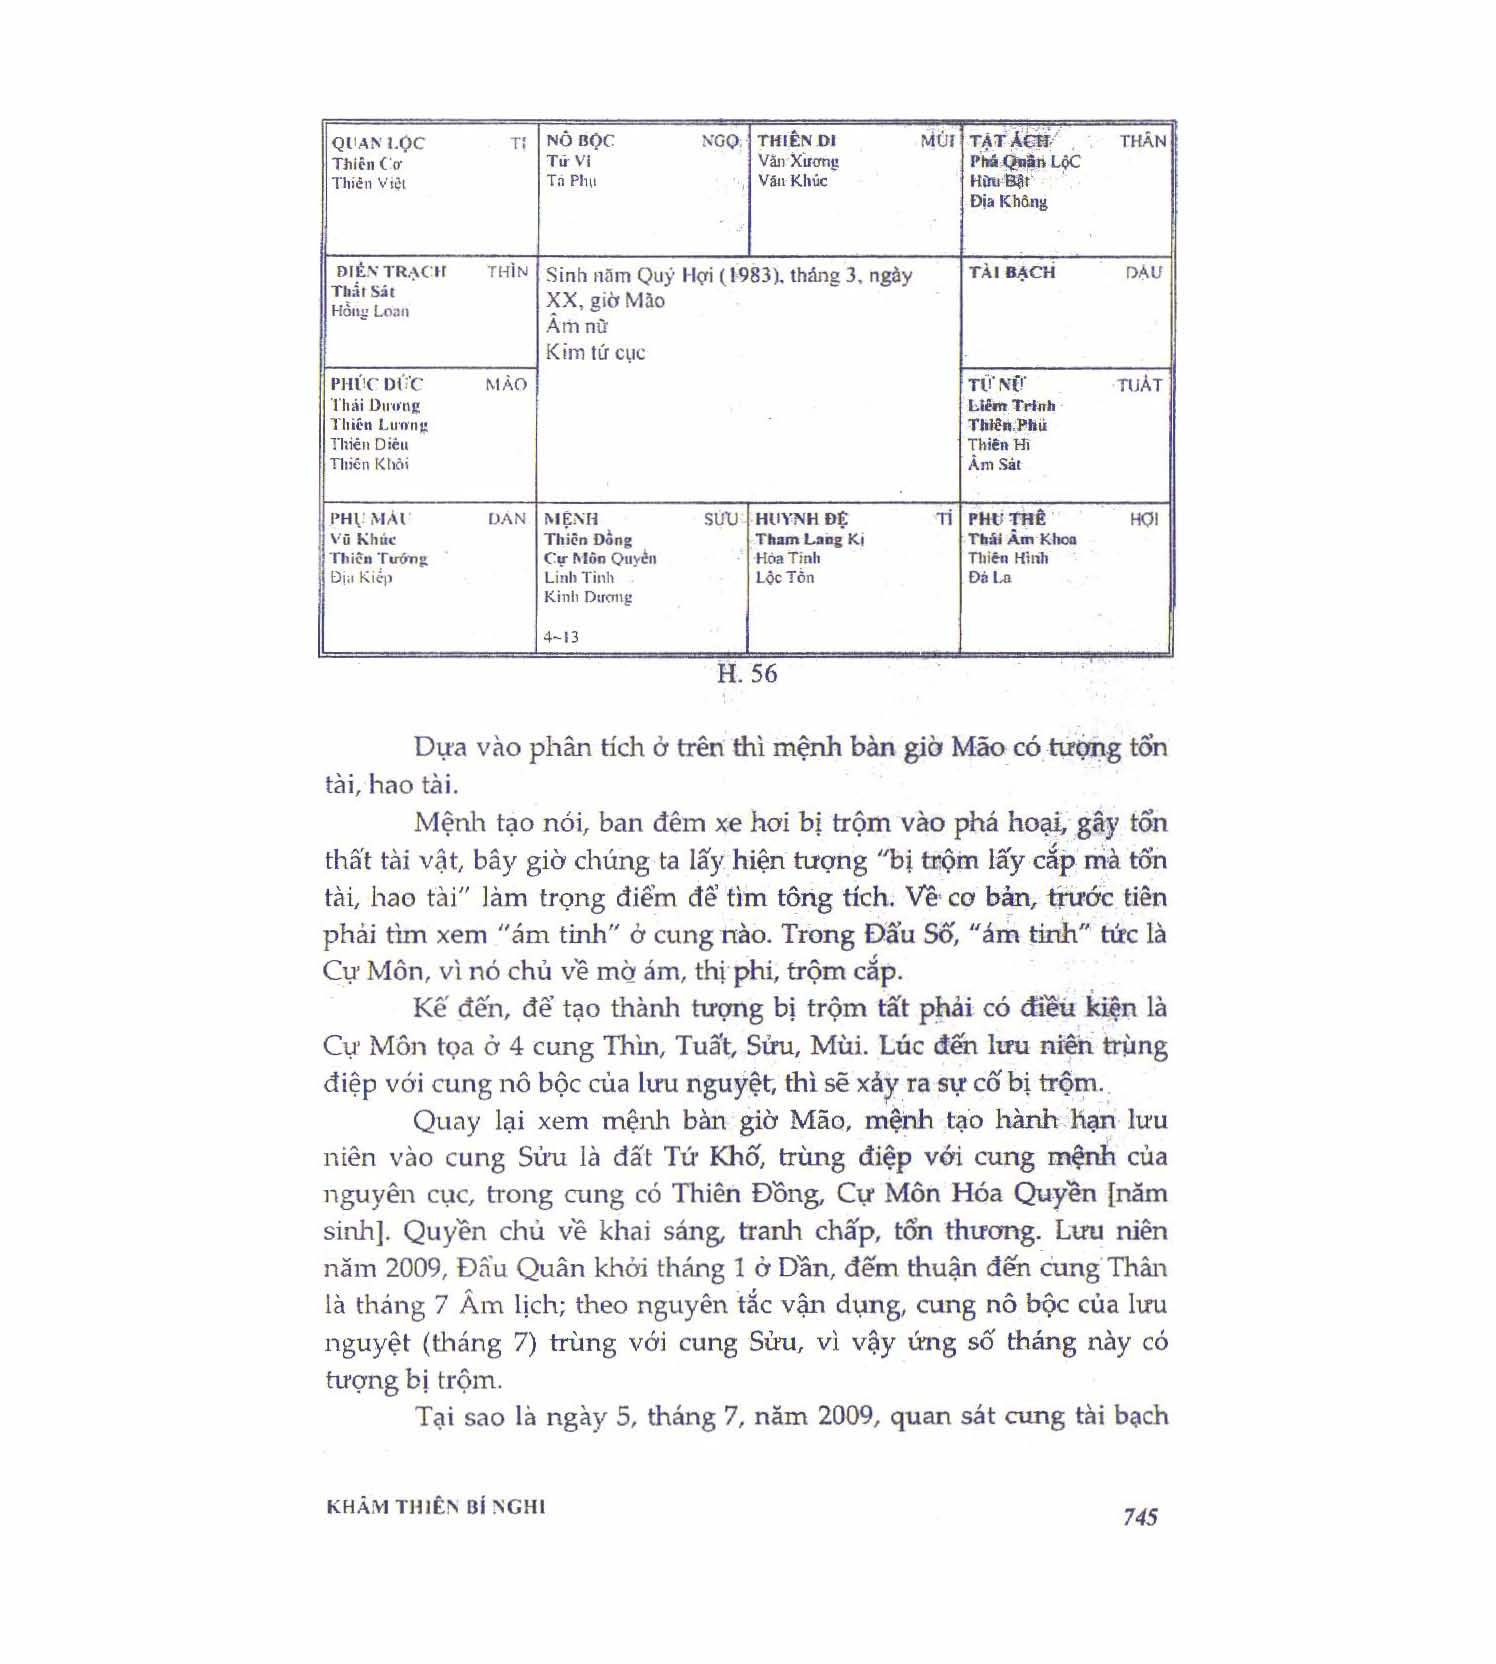 QUAN LỘC TỊ
Thiên Cơ
Thiên Việt
NÔ BỘC NGỌ
Tử Vi
Tả Phụ
THIÊN DI MÙI
Văn Xương
Văn Khúc
TẬT ÁCH THÂN
Phá Quân LộC
Hữu Bật
Địa Không
ĐIỀN TRẠCH THÌN
Thất Sát
Hồng Loan
Sinh năm Quý Hợi (1983), tháng 3, ngày
XX, giờ Mão
Âm nữ
Kim tứ cục
TÀI BẠCH DẬU
PHÚC ĐỨC MÃO
Thái Dương
Thiên Lương
Thiên Diêu
Thiên Khôi
TỬ NỮ TUẤT
Liêm Trinh
Thiên Phủ
Thiên Hỉ
Âm Sát
PHỤ MẪU DẦN
Vũ Khúc
Thiên Tướng
Địa Kiếp
MỆNH SỬU
Thiên Đồng
Cự Môn Quyền
Linh Tinh
Kình Dương
4~13
HUYNH ĐỆ TÍ
Tham Lang Kị
Hỏa Tinh
Lộc Tồn
PHU THÊ HỢI
Thái Âm Khoa
Thiên Hình
Đà La
H. 56
Dựa vào phân tích ở trên thì mệnh bàn giờ Mão có tượng tổn
tài, hao tài.
Mệnh tạo nói, ban đêm xe hơi bị trộm vào phá hoại, gây tổn
thất tài vật, bây giờ chúng ta lấy hiện tượng "bị trộm lấy cắp mà tổn
tài, hao tài" làm trọng điểm để tìm tông tích. Về cơ bản, trước tiên
phải tìm xem "ám tinh" ở cung nào. Trong Đẩu Số, "ám tinh" tức là
Cự Môn, vì nó chủ về mờ ám, thị phi, trộm cắp.
Kế đến, để tạo thành tượng bị trộm tất phải có điều kiện là
Cự Môn tọa ở 4 cung Thìn, Tuất, Sửu, Mùi. Lúc đến lưu niên trùng
điệp với cung nô bộc của lưu nguyệt, thì sẽ xảy ra sự cố bị trộm.
Quay lại xem mệnh bàn giờ Mão, mệnh tạo hành hạn lưu
niên vào cung Sửu là đất Tứ Khố, trùng điệp với cung mệnh của
nguyên cục, trong cung có Thiên Đồng, Cự Môn Hóa Quyền [năm
sinh]. Quyền chủ về khai sáng, tranh chấp, tổn thương. Lưu niên
năm 2009, Đẩu Quân khởi tháng 1 ở Dần, đếm thuận đến cung Thân
là tháng 7 Âm lịch; theo nguyên tắc vận dụng, cung nô bộc của lưu
nguyệt (tháng 7) trùng với cung Sửu, vì vậy ứng số tháng này có
tượng bị trộm.
Tại sao là ngày 5, tháng 7, năm 2009, quan sát cung tài bạch
KHÂM THIÊN BÍ NGHI
745